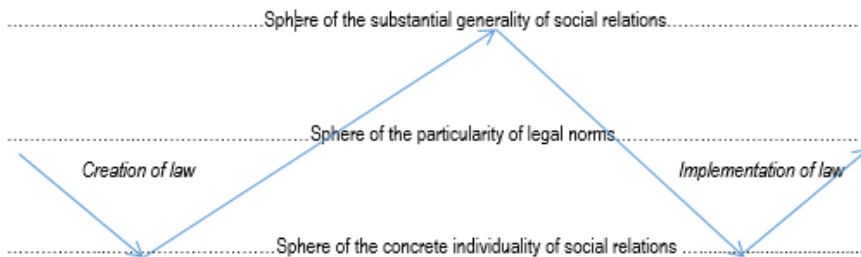 Sphere of the substantial generality of social relations
Sphere of the particularity of legal norms
Creation of law
Implementation of law
Sphere of the concrete individuality of social relations